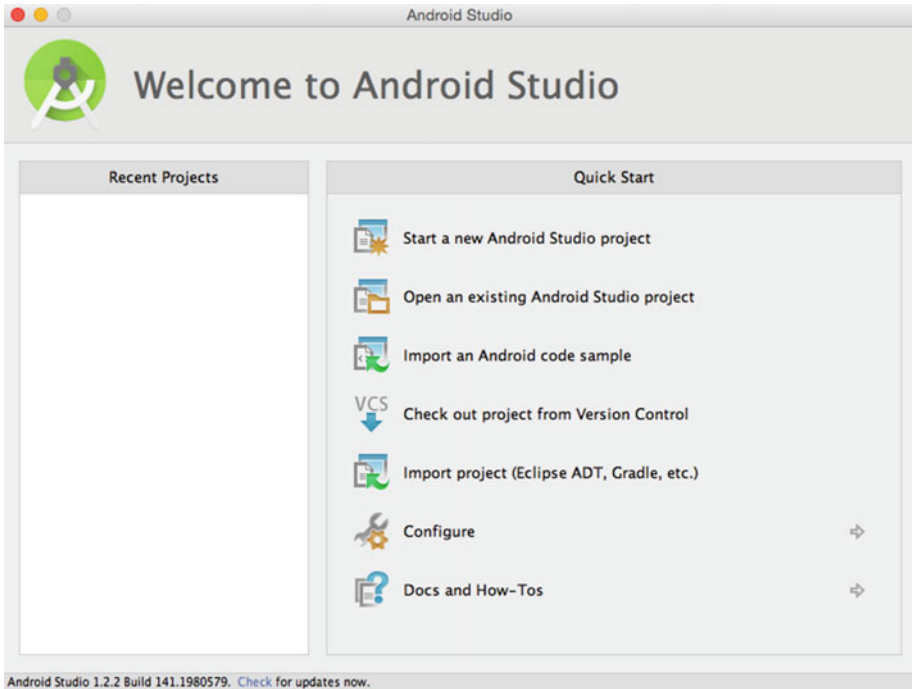 Android Studio
Welcome to Android Studio
Recent Projects
Quick Start
Start a new Android Studio project
Open an existing Android Studio project
Import an Android code sample
VCS
Check out project from Version Control
Import project (Eclipse ADT, Gradle, etc.)
Configure
Docs and How-Tos
Android Studio 1.2.2 Build 141.1980579. Check for updates now.